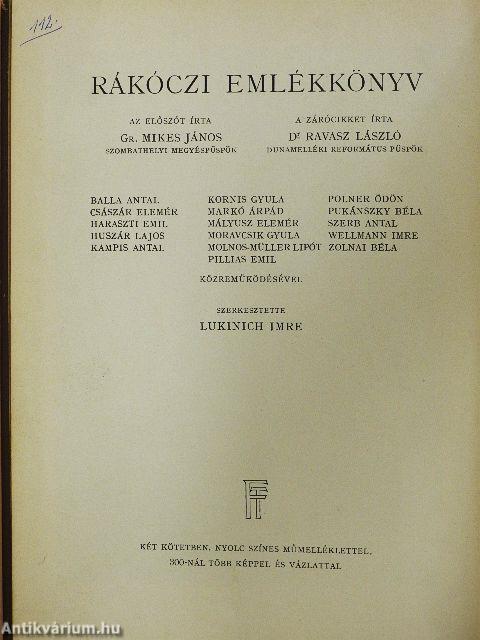 112.
RÁKÓCZI EMLÉKKÖNYV
AZ ELŐSZÓT ÍRTA
GR. MIKES JÁNOS
SZOMBATHELYI MEGYÉSPÜSPÖK
A ZÁRÓCIKKET ÍRTA
Dr RAVASZ LÁSZLÓ
DUNAMELLÉKI REFORMÁTUS PÜSPÖK
BALLA ANTAL
CSÁSZÁR ELEMÉR
HARASZTI EMIL
HUSZÁR LAJOS
KAMPIS ANTAL
KORNIS GYULA
MARKÓ ÁRPÁD
MÁLYUSZ ELEMÉR
MORAVCSIK GYULA
MOLNOS-MÜLLER LIPÓT
PILLIAS EMIL
POLNER ÖDÖN
PUKÁNSZKY BÉLA
SZERB ANTAL
WELLMANN IMRE
ZOLNAI BÉLA
KÖZREMŰKÖDÉSÉVEL
SZERKESZTETTE
LUKINICH IMRE
KÉT KÖTETBEN, NYOLC SZÍNES MŰMELLÉKLETTEL,
300-NÁL TÖBB KÉPPEL ÉS VÁZLATTAL
Antikvárium.hu